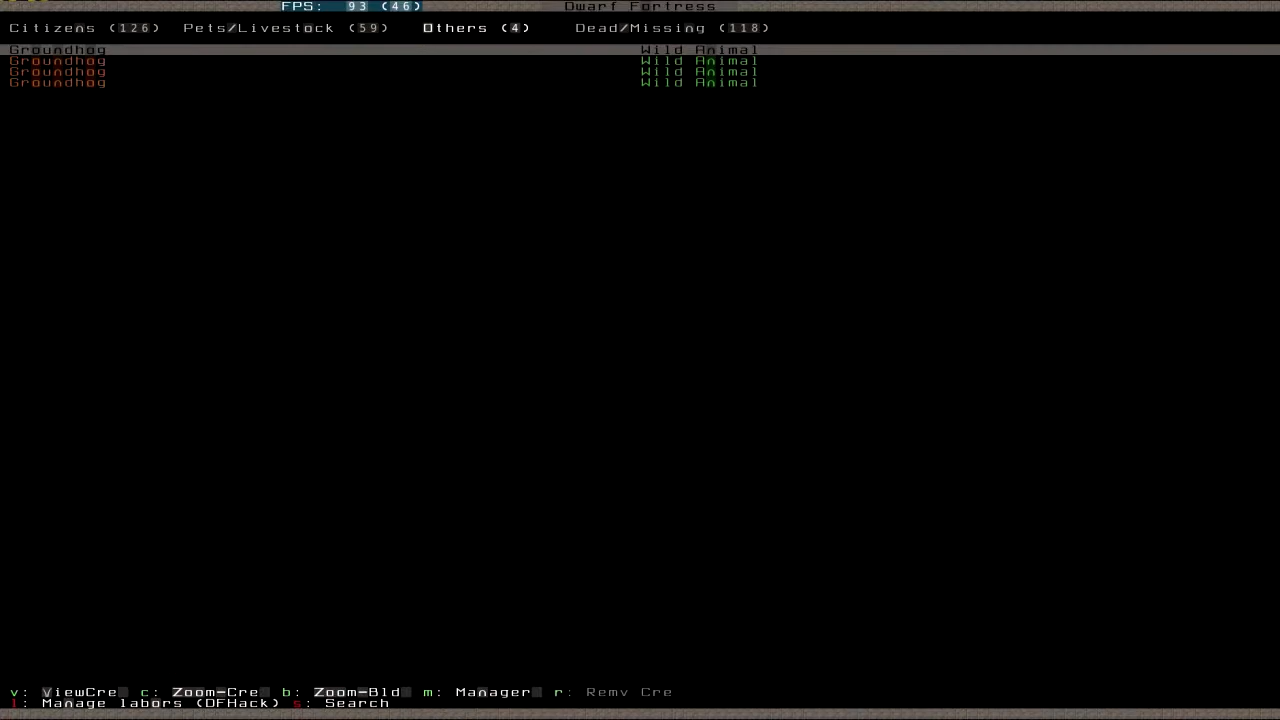 FPS: 93 (46) Dwarf Fortress
Citizens (126) Pets/Livestock (59) Others (4) Dead/Missing (118)
Groundhog Wild Animal
Groundhog Wild Animal
Groundhog Wild Animal
Groundhog Wild Animal
v: ViewCre c: Zoom-Cre b: Zoom-Bld m: Manager r: Remv Cre
l: Manage labors (DFHack) s: Search